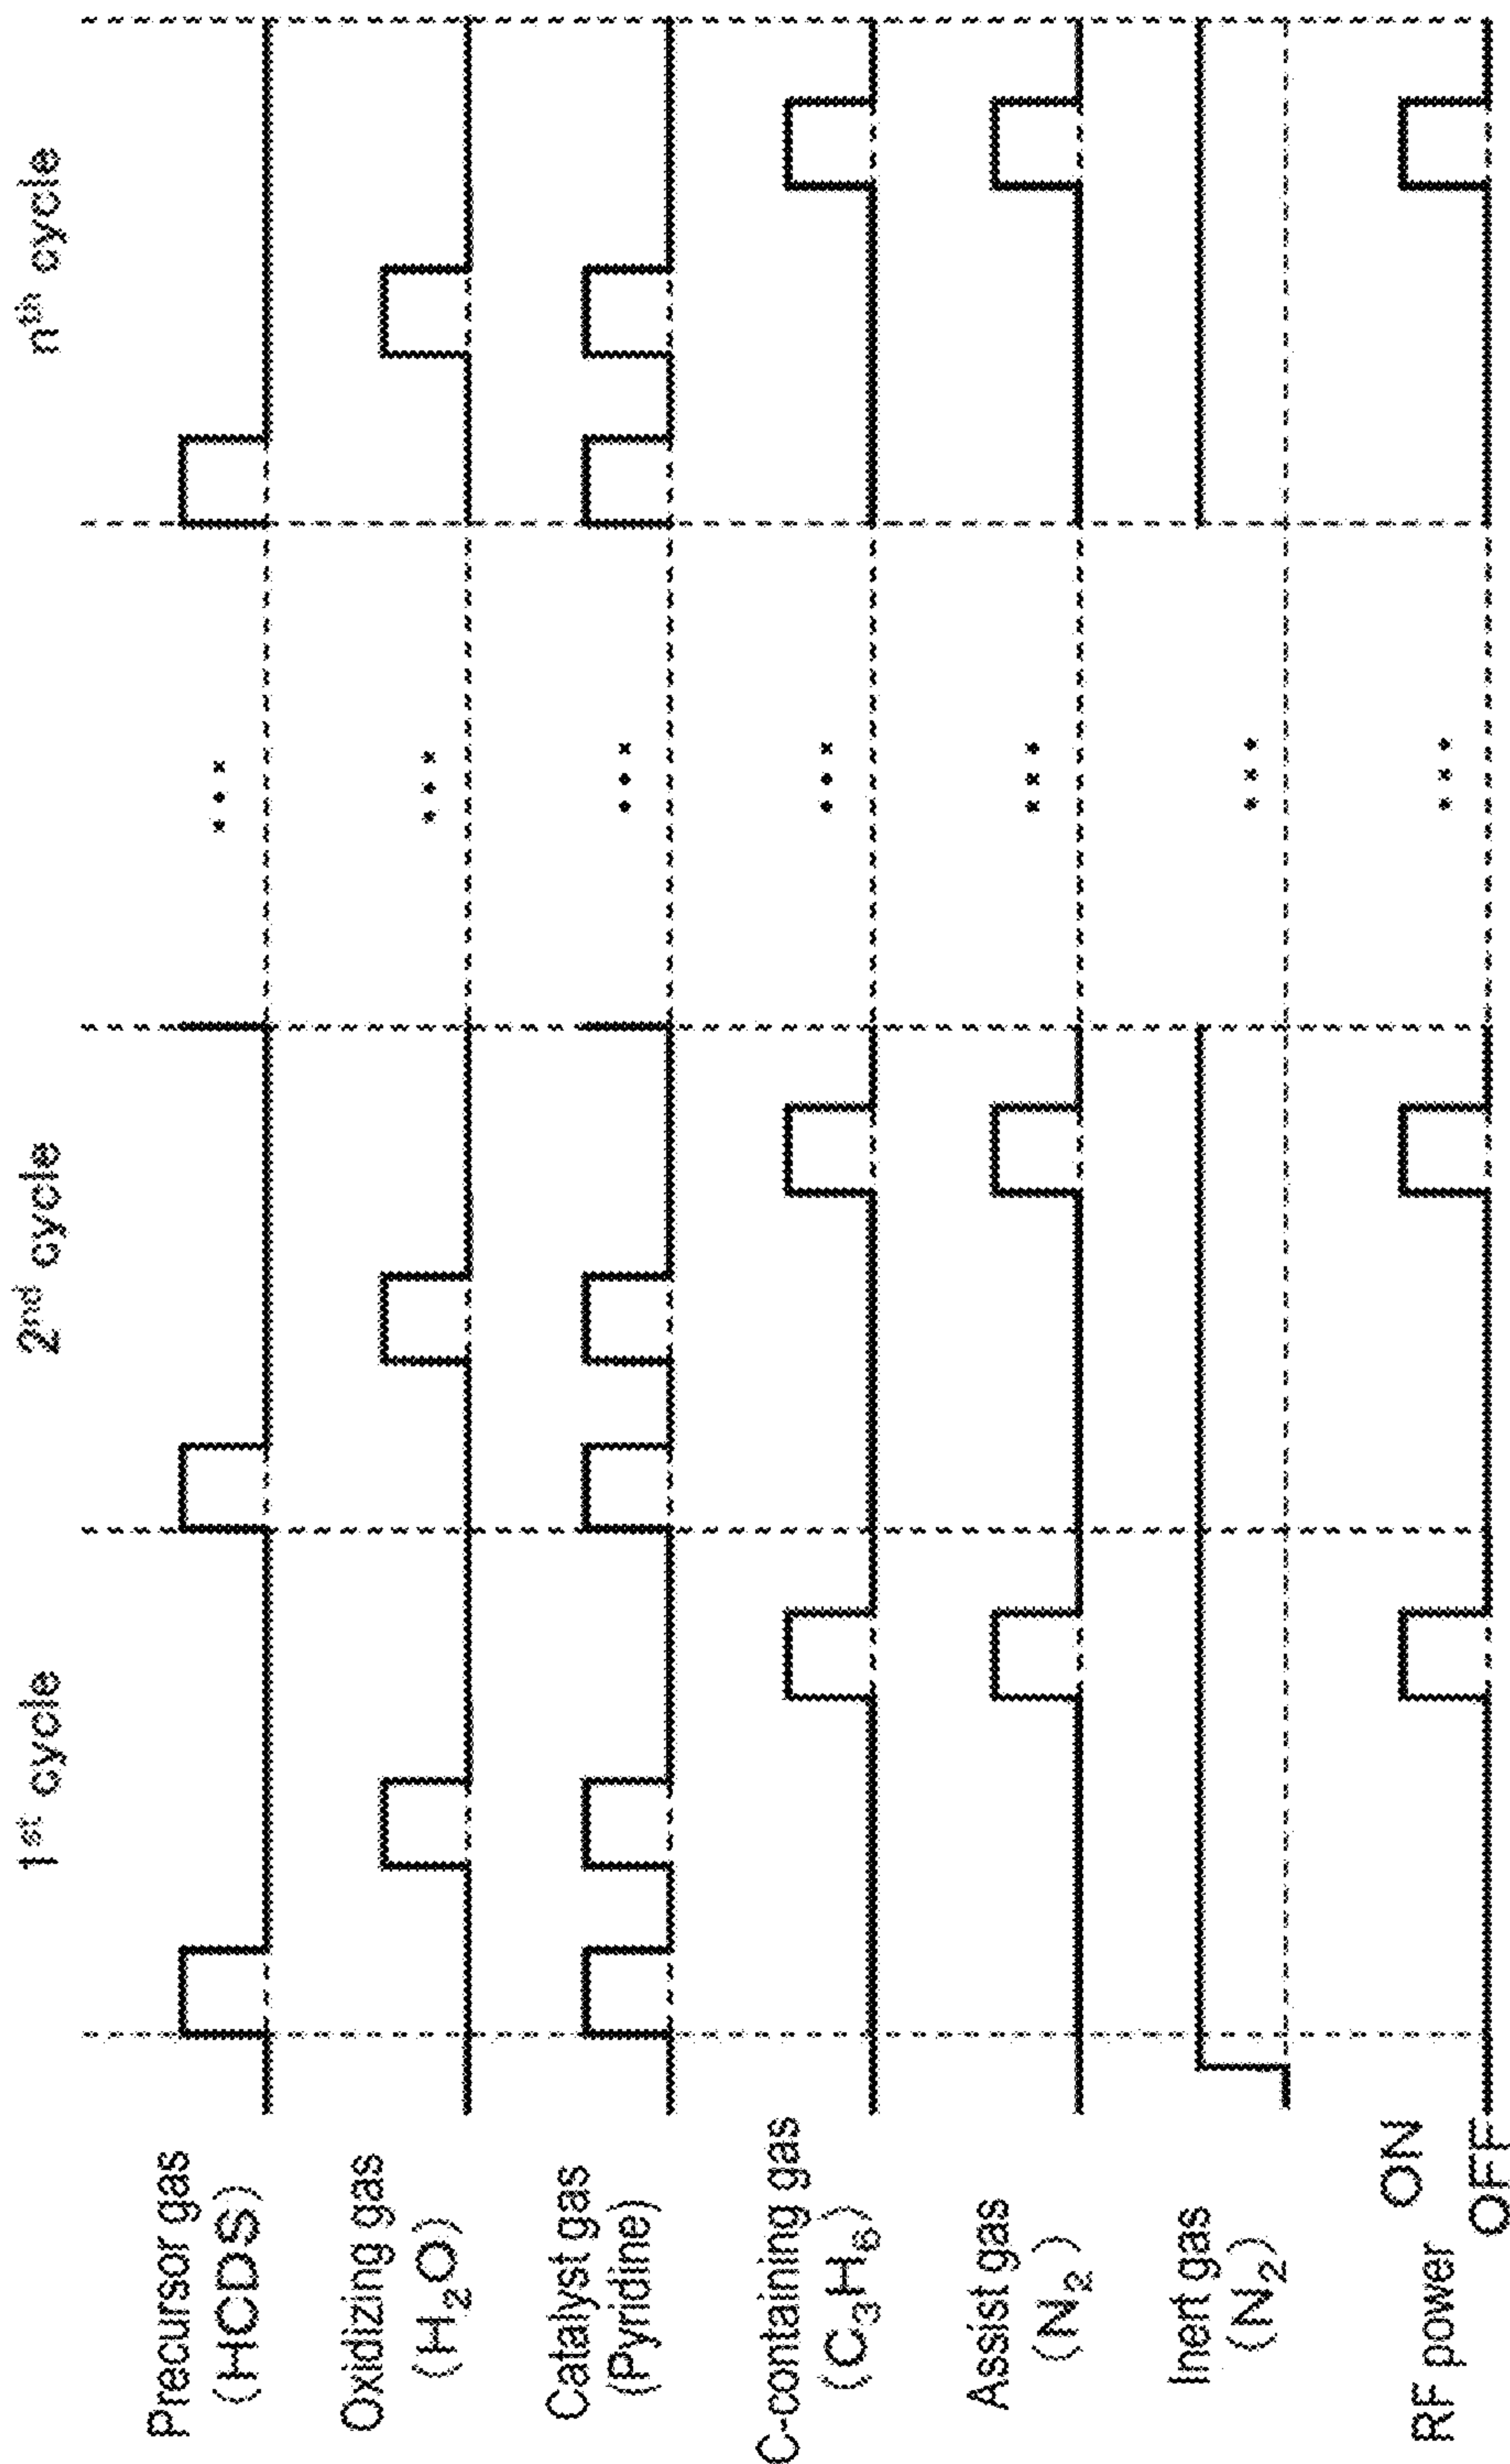 1st cycle
2nd cycle
nth cycle
Precursor gas
(HCDS)
Oxidizing gas
(H2O)
Catalyst gas
(Pyridine)
C-containing gas
(C3H6)
Assist gas
(N2)
Inert gas
(N2)
ON
RF power
OFF